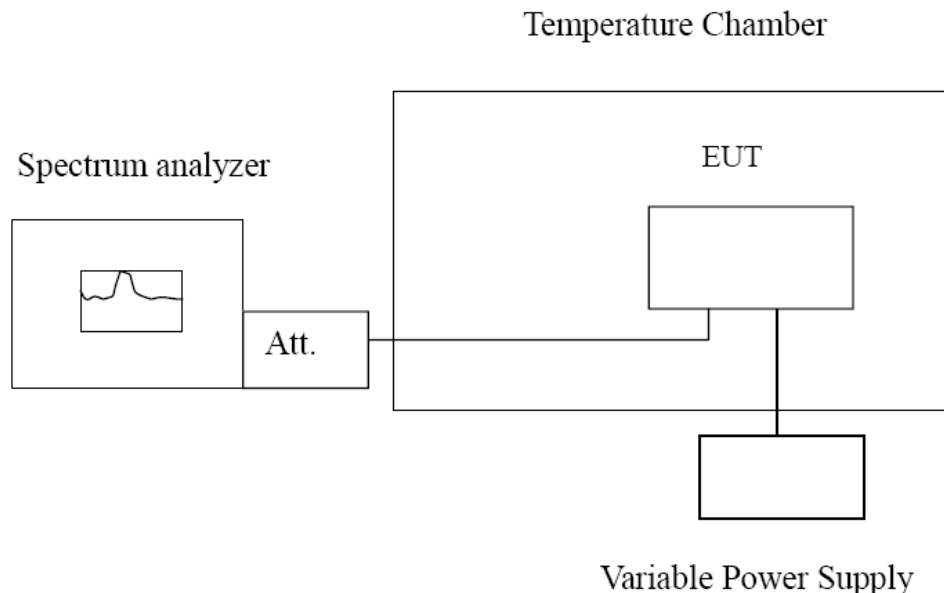 Temperature Chamber
Spectrum analyzer
EUT
Att.
Variable Power Supply